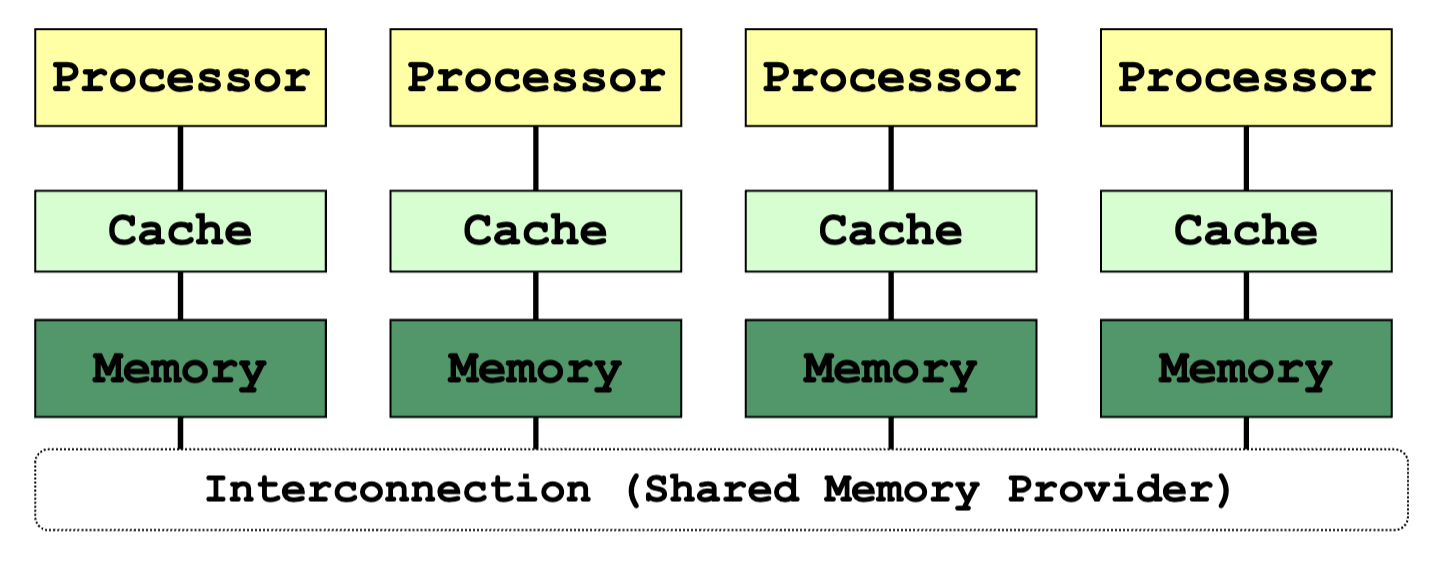 Processor Processor Processor Processor
Cache Cache Cache Cache
Memory Memory Memory Memory
Interconnection (Shared Memory Provider)